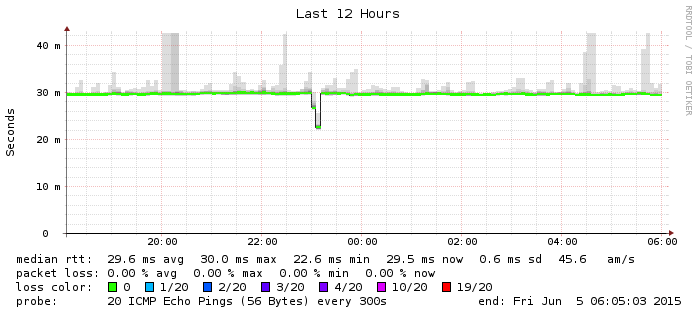 Last 12 Hours
RRDTOOL / TOBI OETIKER
Seconds
40 m
30 m
20 m
10 m
0
20:00 22:00 00:00 02:00 04:00 06:00
median rtt: 29.6 ms avg 30.0 ms max 22.6 ms min 29.5 ms now 0.6 ms sd 45.6 am/s
packet loss: 0.00 % avg 0.00 % max 0.00 % min 0.00 % now
loss color: 0 1/20 2/20 3/20 4/20 10/20 19/20
probe: 20 ICMP Echo Pings (56 Bytes) every 300s end: Fri Jun 5 06:05:03 2015